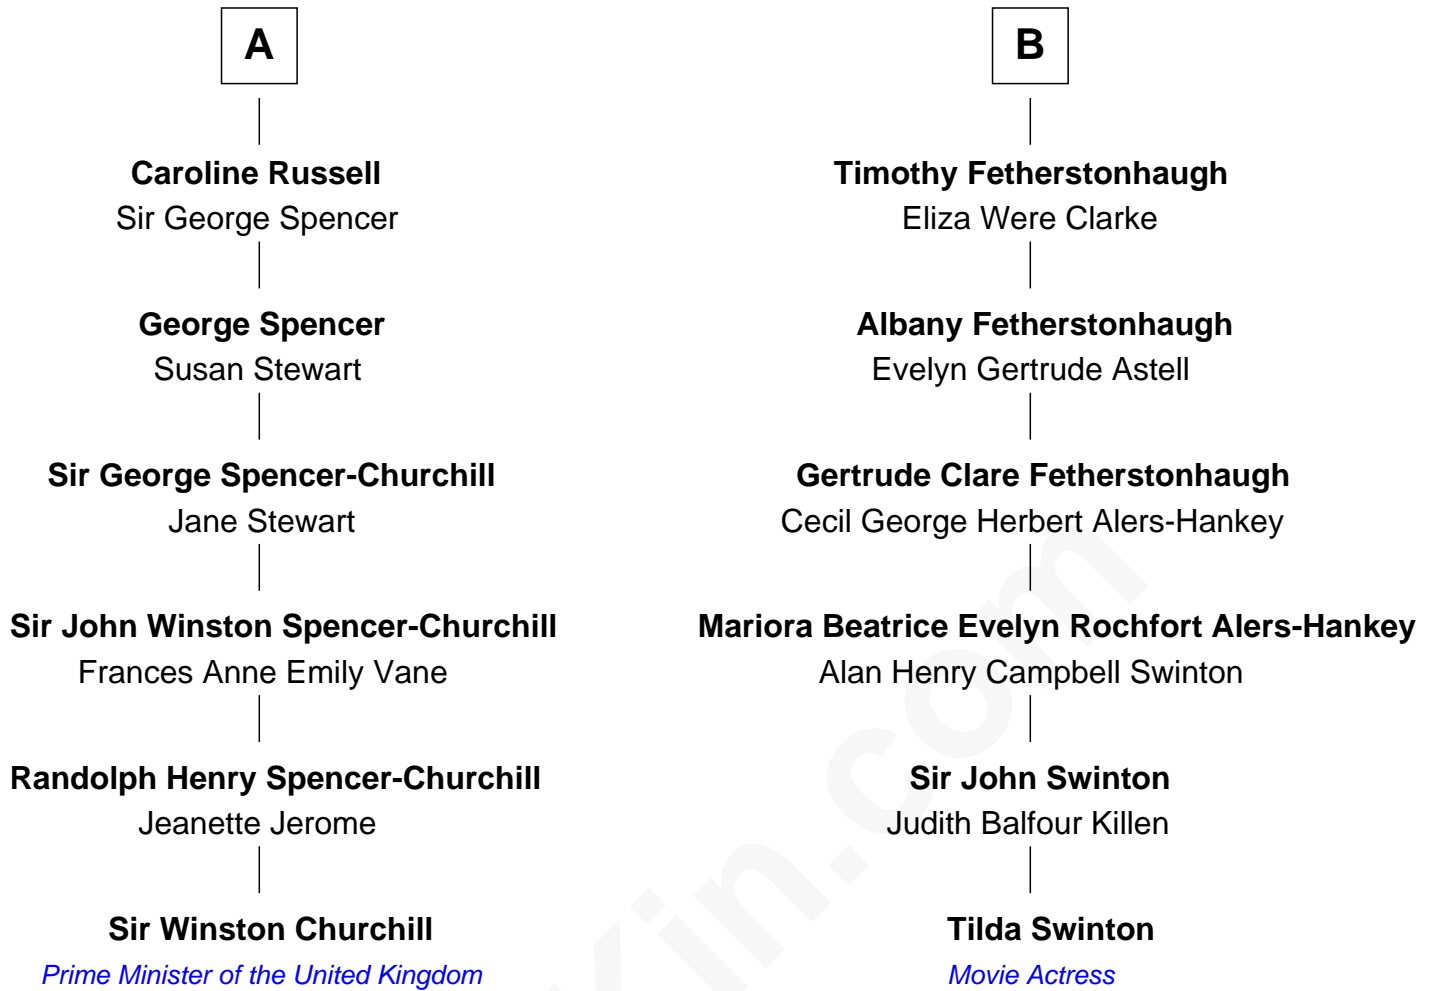 A
Caroline Russell
Sir George Spencer
George Spencer
Susan Stewart
Sir George Spencer-Churchill
Jane Stewart
Sir John Winston Spencer-Churchill
Frances Anne Emily Vane
Randolph Henry Spencer-Churchill
Jeanette Jerome
Sir Winston Churchill
Prime Minister of the United Kingdom
B
Timothy Fetherstonhaugh
Eliza Were Clarke
Albany Fetherstonhaugh
Evelyn Gertrude Astell
Gertrude Clare Fetherstonhaugh
Cecil George Herbert Alers-Hankey
Mariora Beatrice Evelyn Rochfort Alers-Hankey
Alan Henry Campbell Swinton
Sir John Swinton
Judith Balfour Killen
Tilda Swinton
Movie Actress
Kin.com